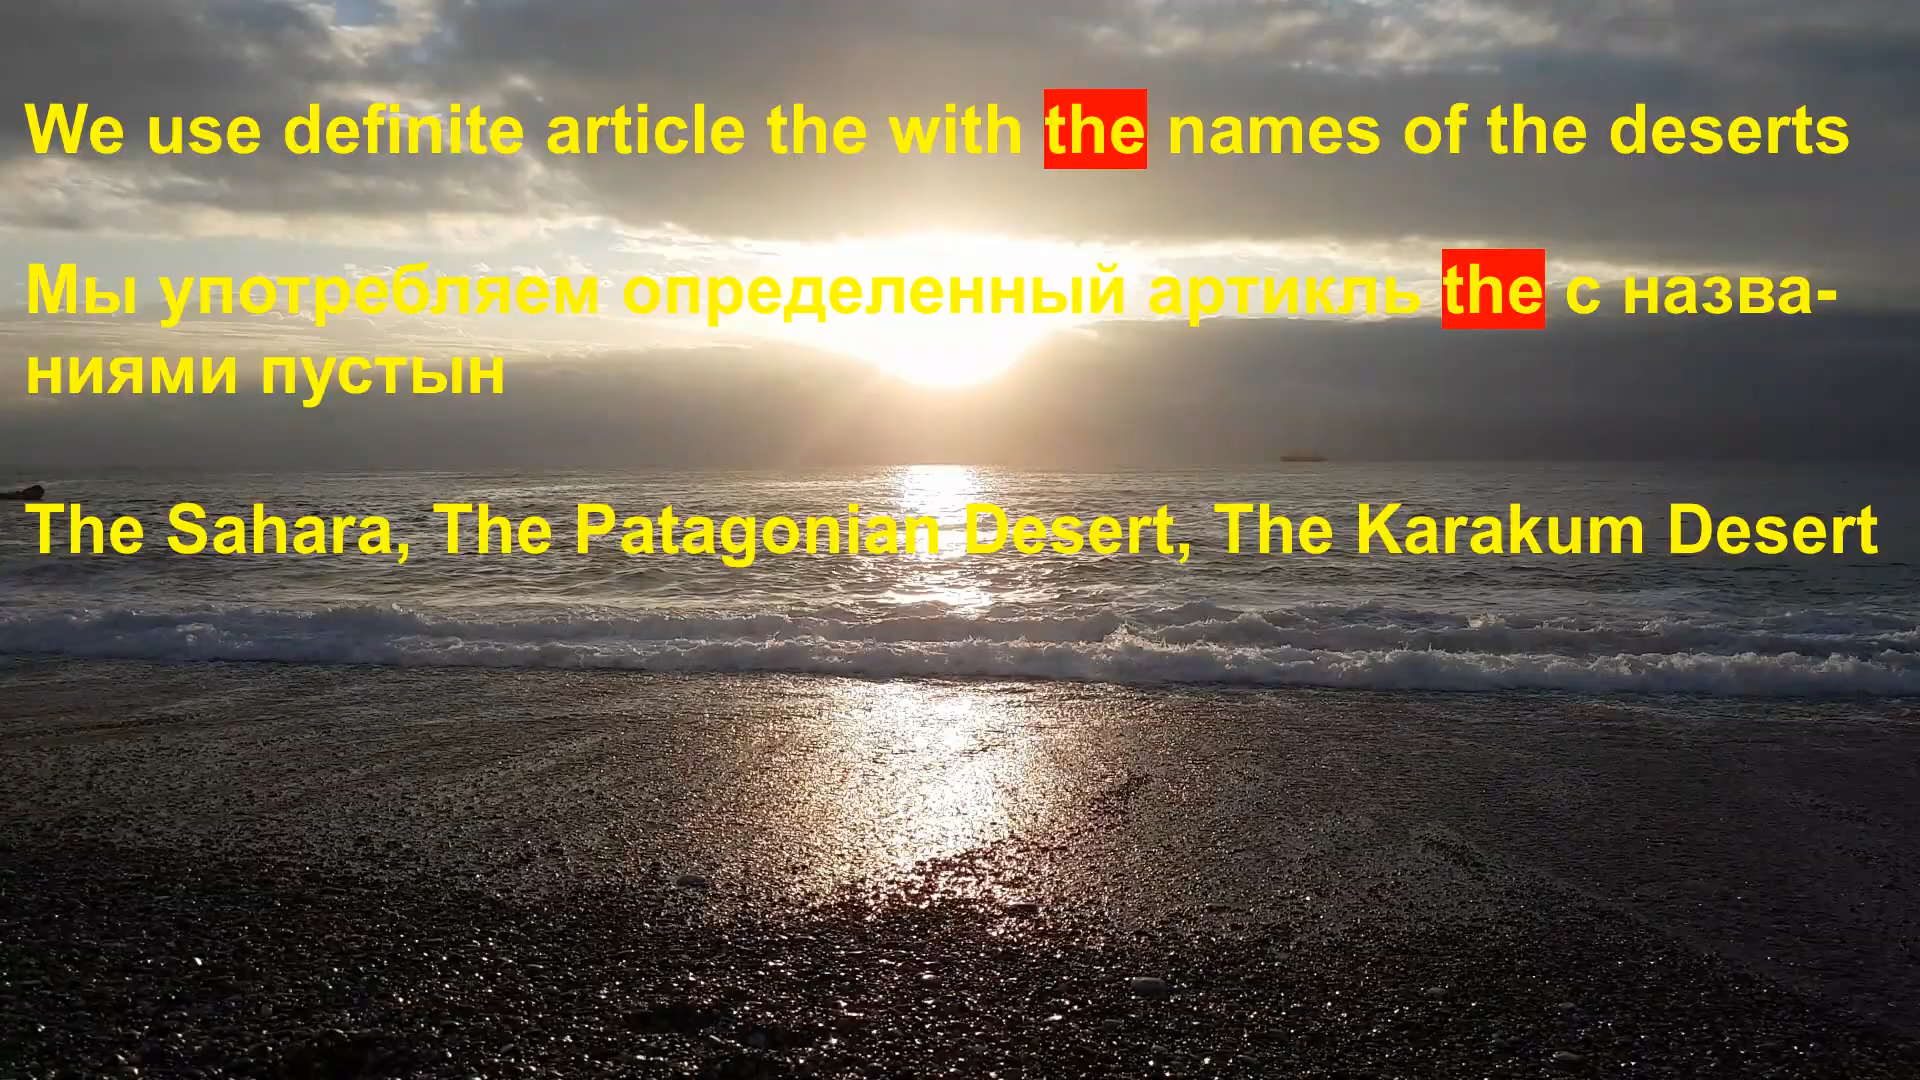 We use definite article the with the names of the deserts
Мы употребляем определенный артикль the с назва-
ниями пустын
The Sahara, The Patagonian Desert, The Karakum Desert